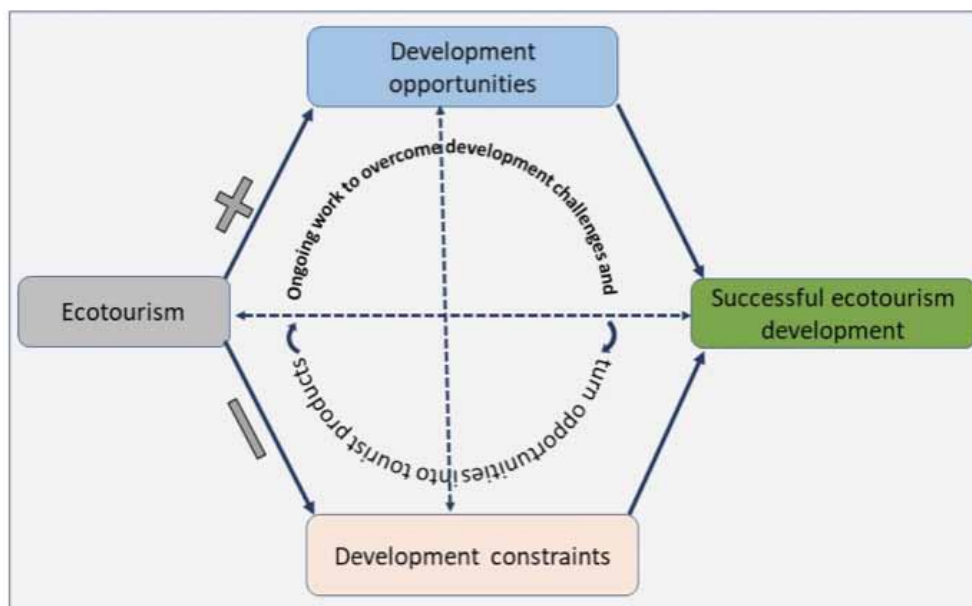 Development
opportunities
Ongoing work to overcome development challenges and
Ecotourism
Successful ecotourism
development
turn opportunities into tourist products
Development constraints